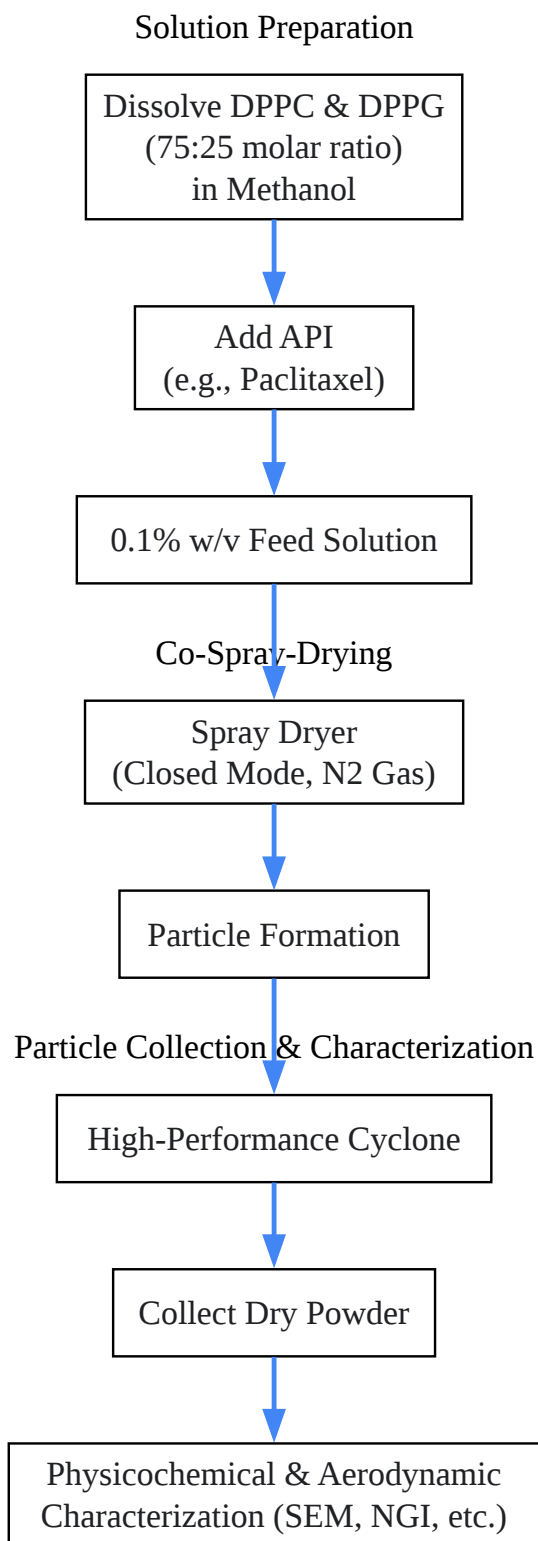 Solution Preparation
Dissolve DPPC & DPPG
(75:25 molar ratio)
in Methanol
Add API
(e.g., Paclitaxel)
0.1% w/v Feed Solution
Co-Spray-Drying
Spray Dryer
(Closed Mode, N2 Gas)
Particle Formation
Particle Collection & Characterization
High-Performance Cyclone
Collect Dry Powder
Physicochemical & Aerodynamic
Characterization (SEM, NGI, etc.)